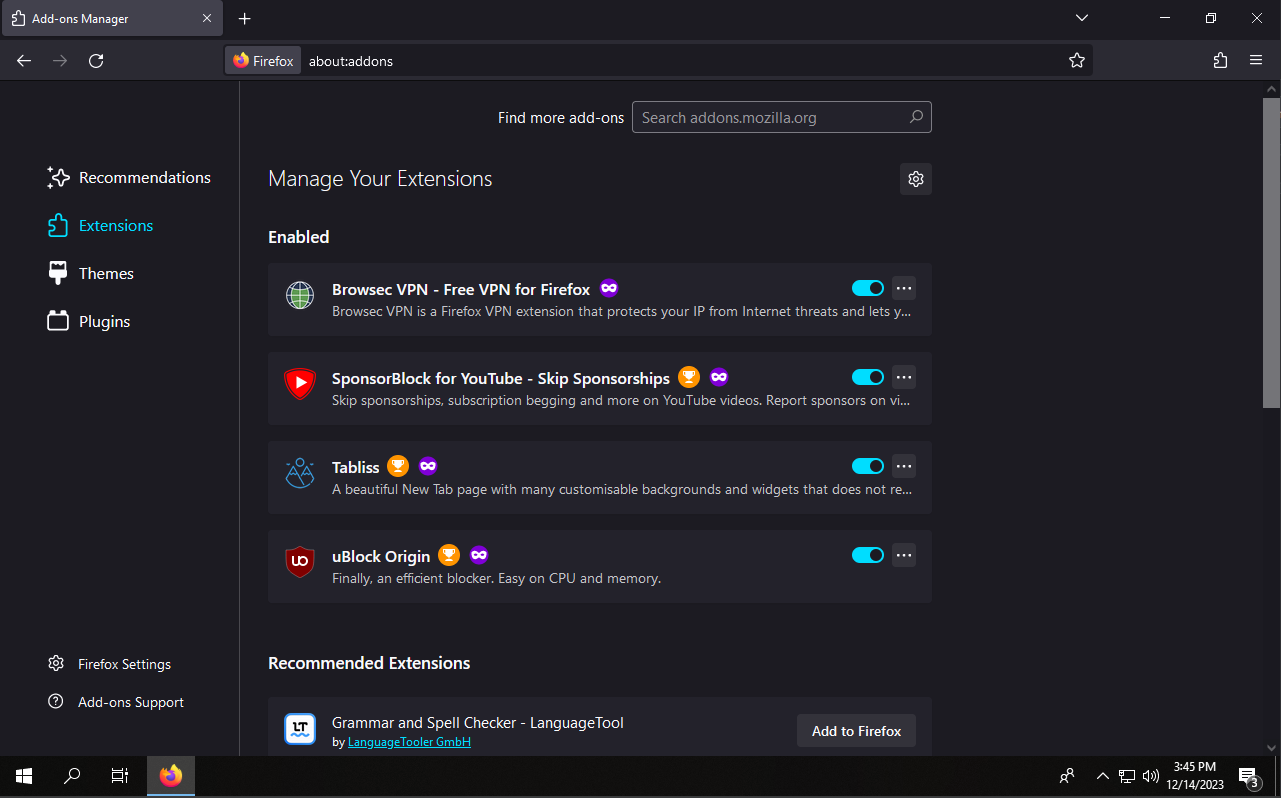 Add-ons Manager
Firefox about:addons
Find more add-ons Search addons.mozilla.org
Recommendations
Extensions
Themes
Plugins
Firefox Settings
Add-ons Support
Manage Your Extensions
Enabled
Browsec VPN - Free VPN for Firefox
Browsec VPN is a Firefox VPN extension that protects your IP from Internet threats and lets y...
SponsorBlock for YouTube - Skip Sponsorships
Skip sponsorships, subscription begging and more on YouTube videos. Report sponsors on vi...
Tabliss
A beautiful New Tab page with many customisable backgrounds and widgets that does not re...
uO
uBlock Origin
Finally, an efficient blocker. Easy on CPU and memory.
Recommended Extensions
LT
Grammar and Spell Checker - LanguageTool
by LanguageTooler GmbH
Add to Firefox
3:45 PM
12/14/2023
3